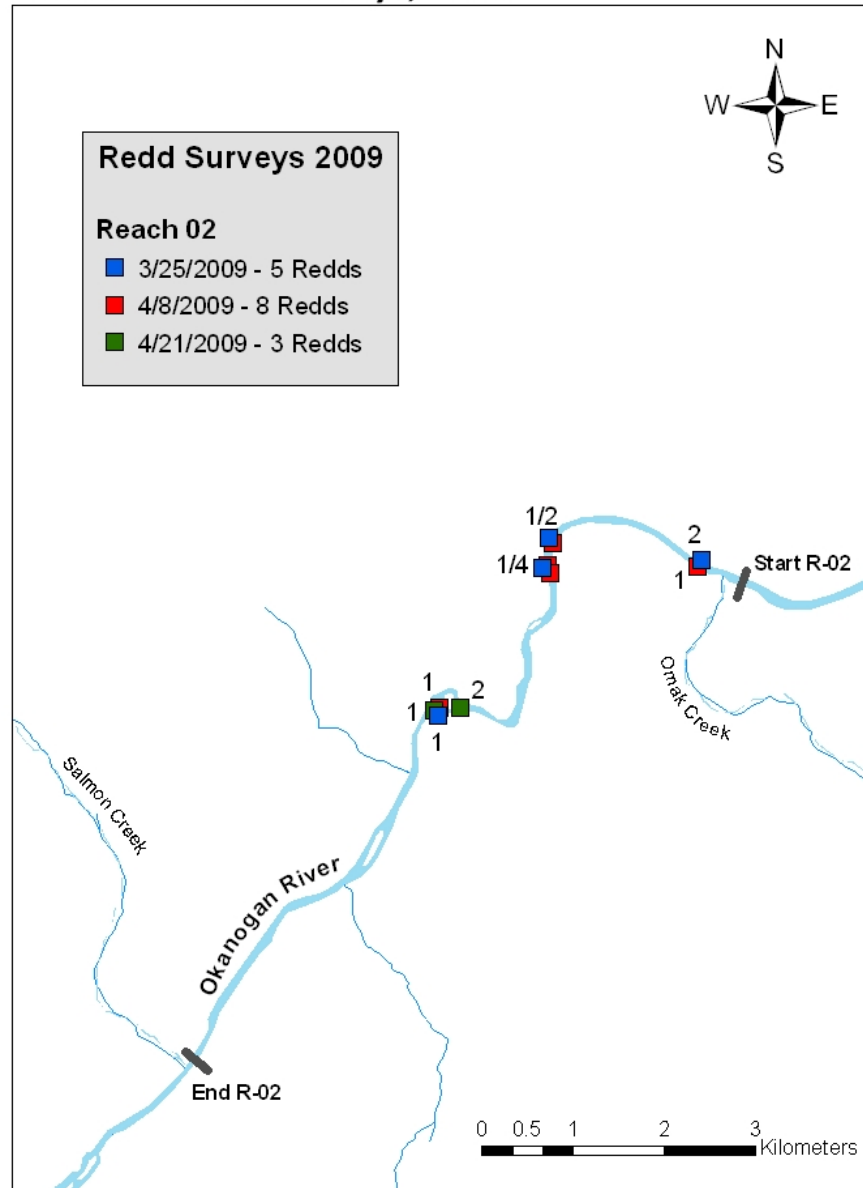 N
W E
S
Redd Surveys 2009
Reach 02
3/25/2009 - 5 Redds
4/8/2009 - 8 Redds
4/21/2009 - 3 Redds
1/2
2
1/4
Start R-02
1
Omak Creek
1
2
1
1
Salmon Creek
Okanogan River
End R-02
0 0.5 1 2 3
Kilometers